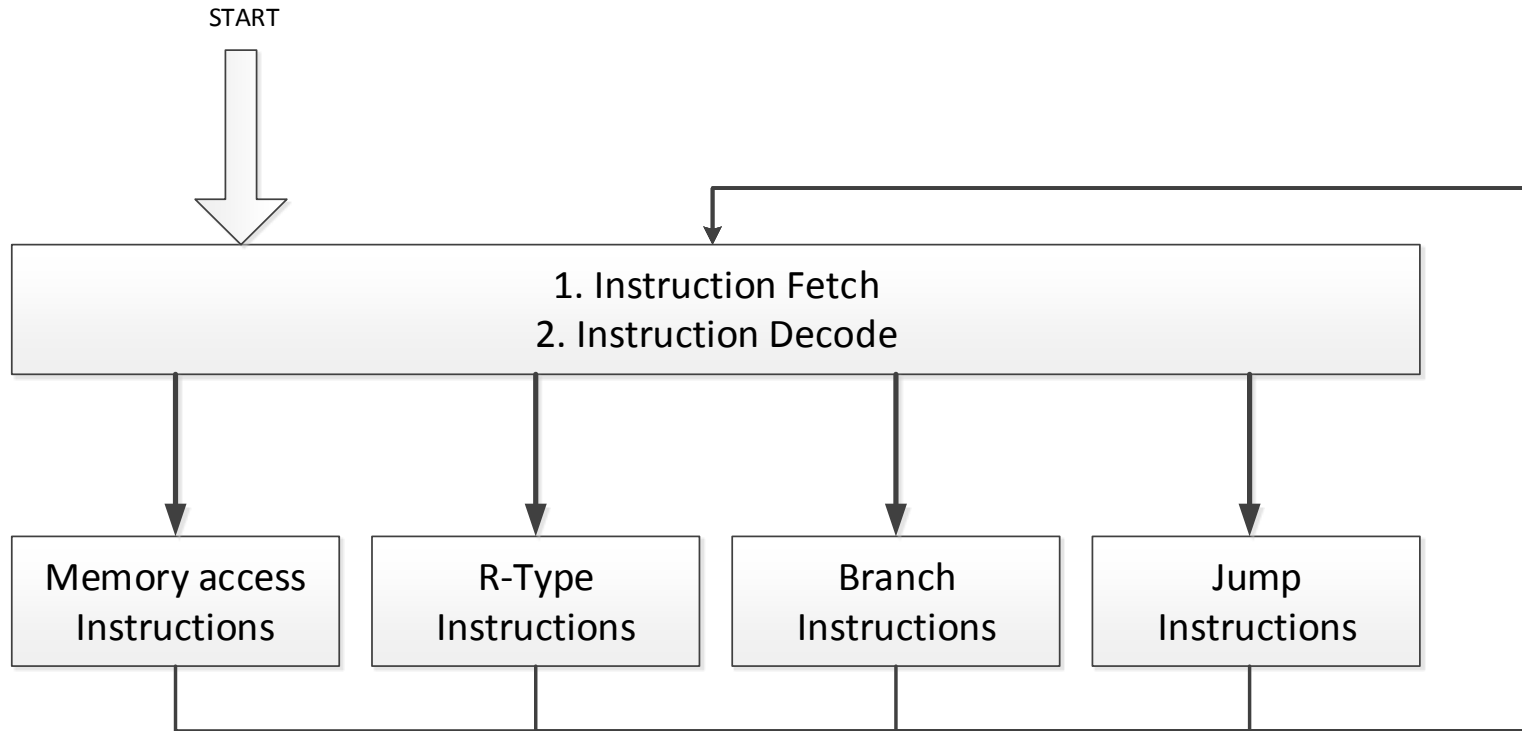 START
1. Instruction Fetch
2. Instruction Decode
Memory access
Instructions
R-Type
Instructions
Branch
Instructions
Jump
Instructions